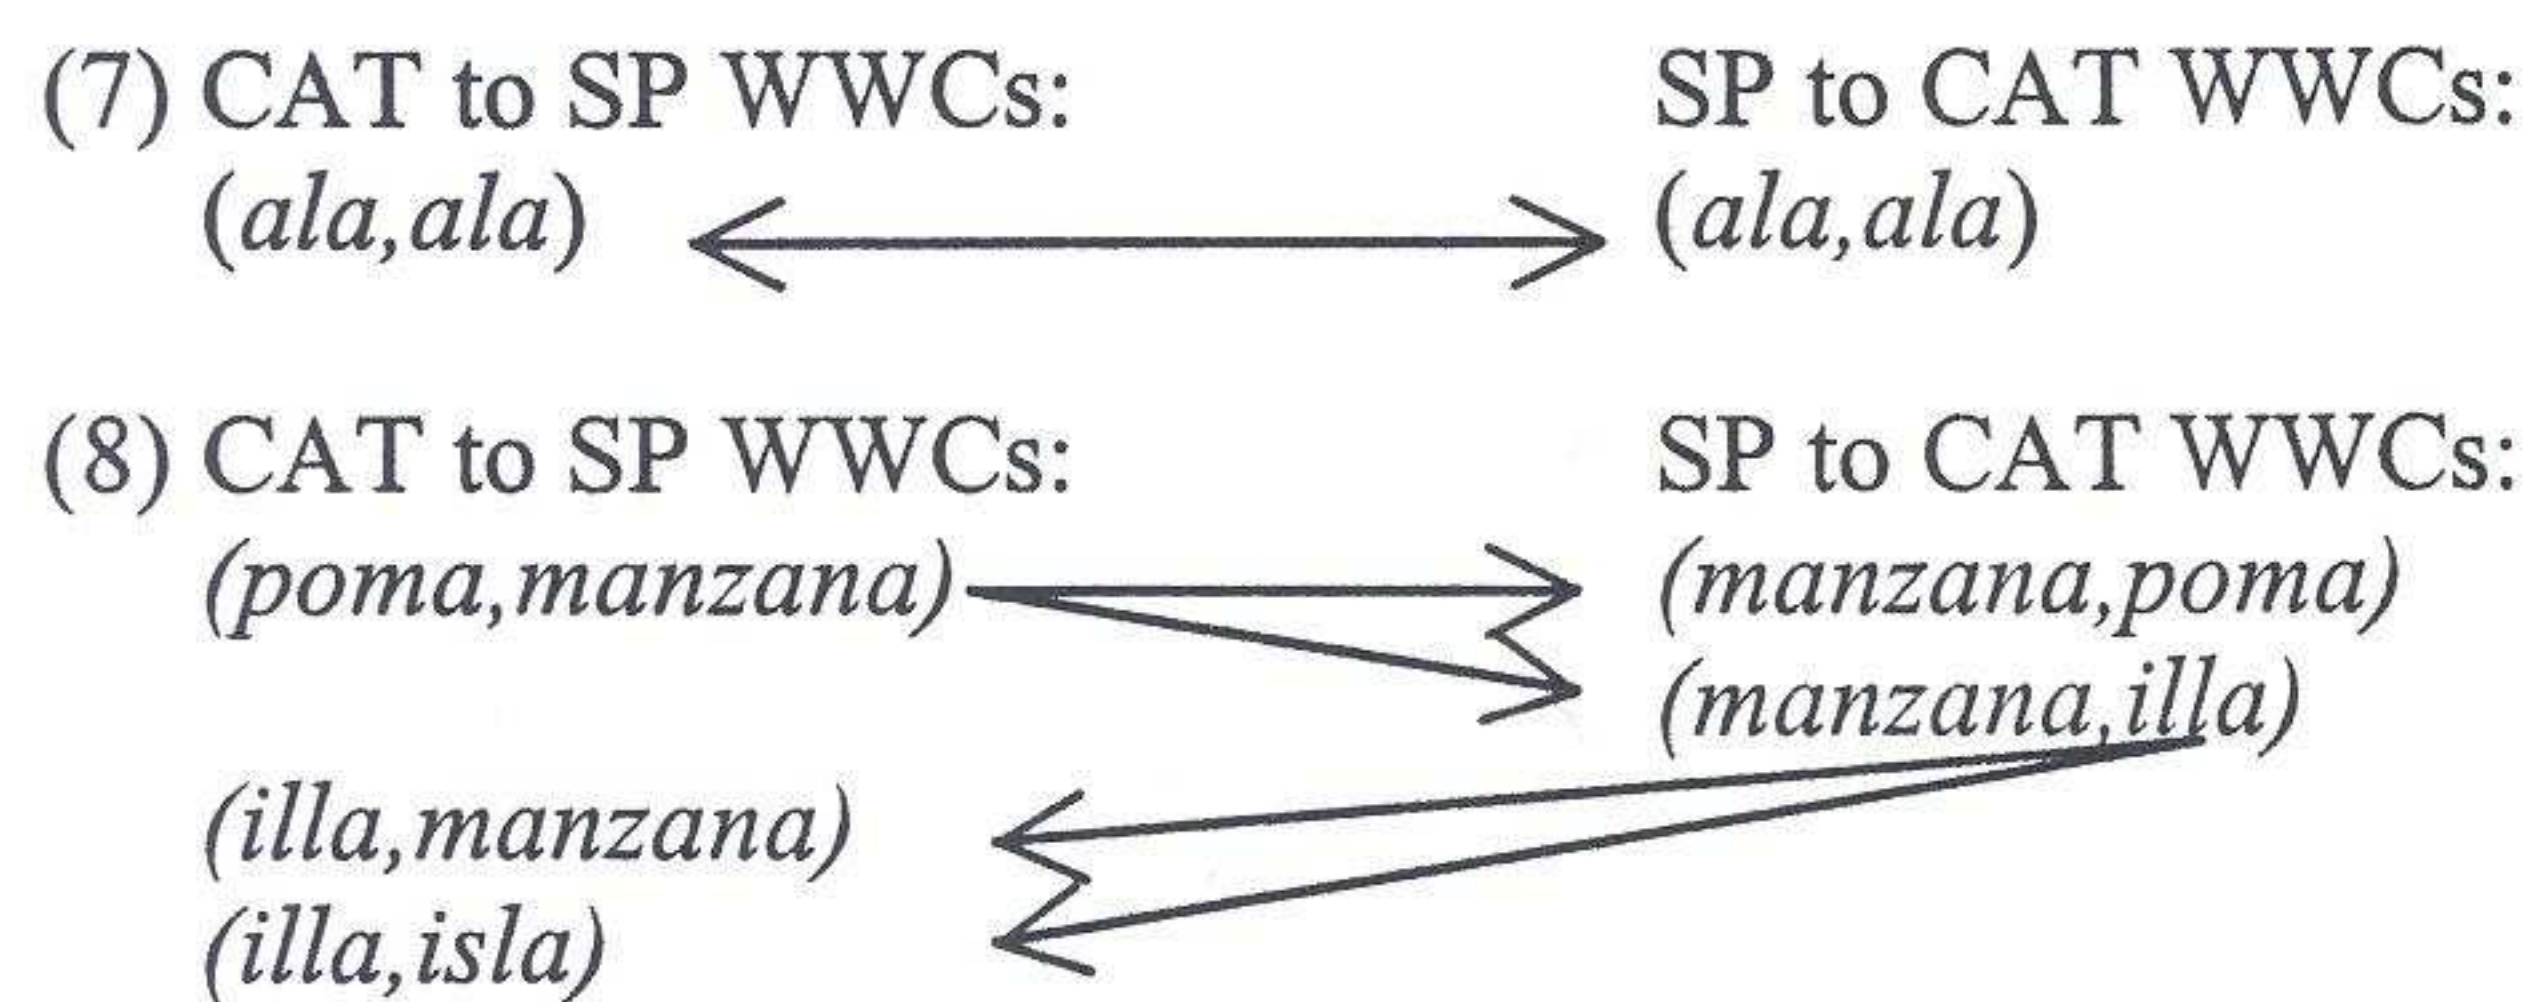 (7) CAT to SP WWCs: SP to CAT WWCs:
(ala,ala) (ala,ala)
(8) CAT to SP WWCs: SP to CAT WWCs:
(poma,manzana) (manzana,poma)
(manzana,illa)
(illa,manzana)
(illa,isla)